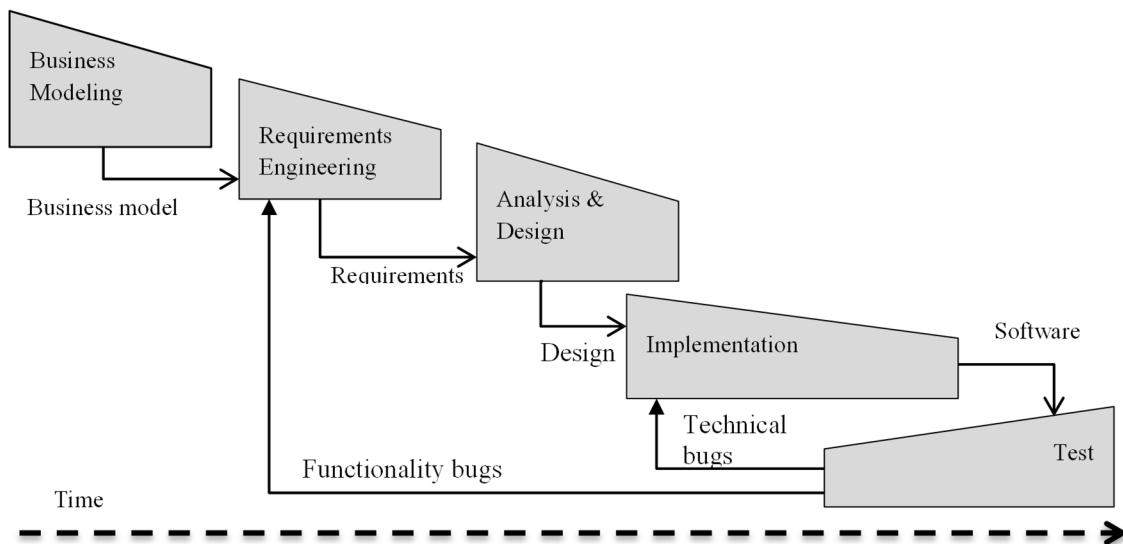 Business
Modeling
Business model
Requirements
Engineering
Requirements
Analysis &
Design
Design
Implementation
Software
Technical
bugs
Test
Functionality bugs
Time